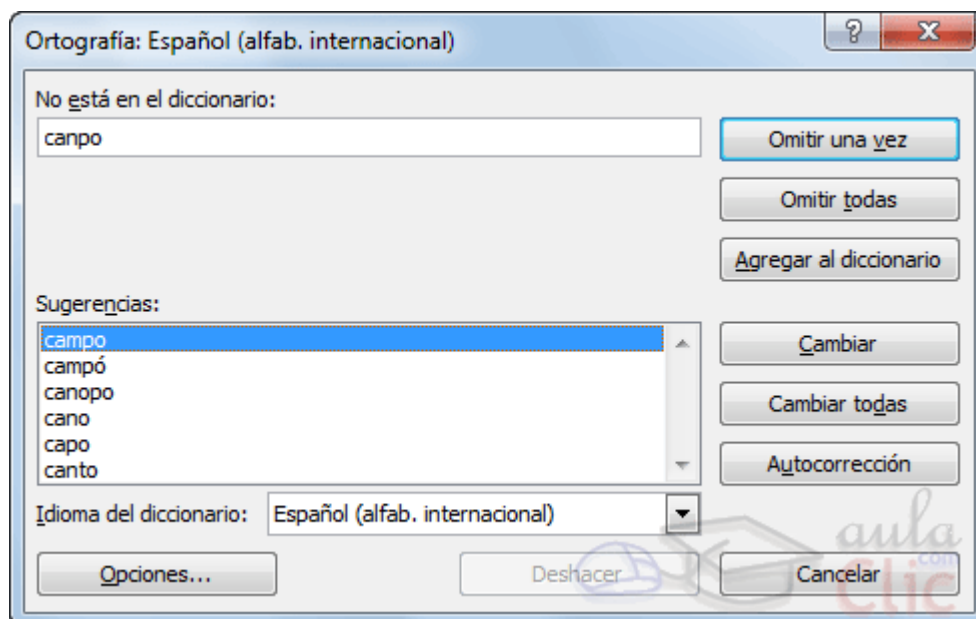 Ortografía: Español (alfab. internacional)
?
x
No está en el diccionario:
canpo
Omitir una vez
Omitir todas
Agregar al diccionario
Sugerencias:
campo
campó
canopo
cano
capo
canto
Cambiar
Cambiar todas
Autocorrección
Idioma del diccionario:
Español (alfab. internacional)
Opciones...
Deshacer
Cancelar
aula
Clic
com